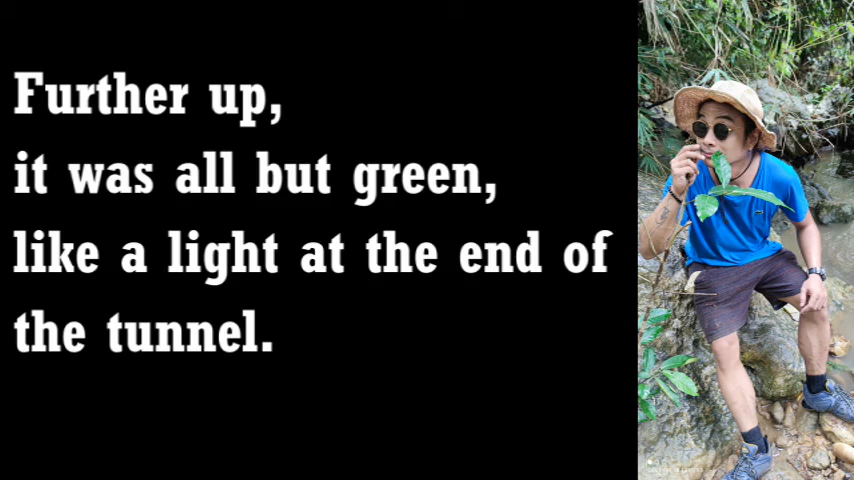 Further up,
it was all but green,
like a light at the end of
the tunnel.